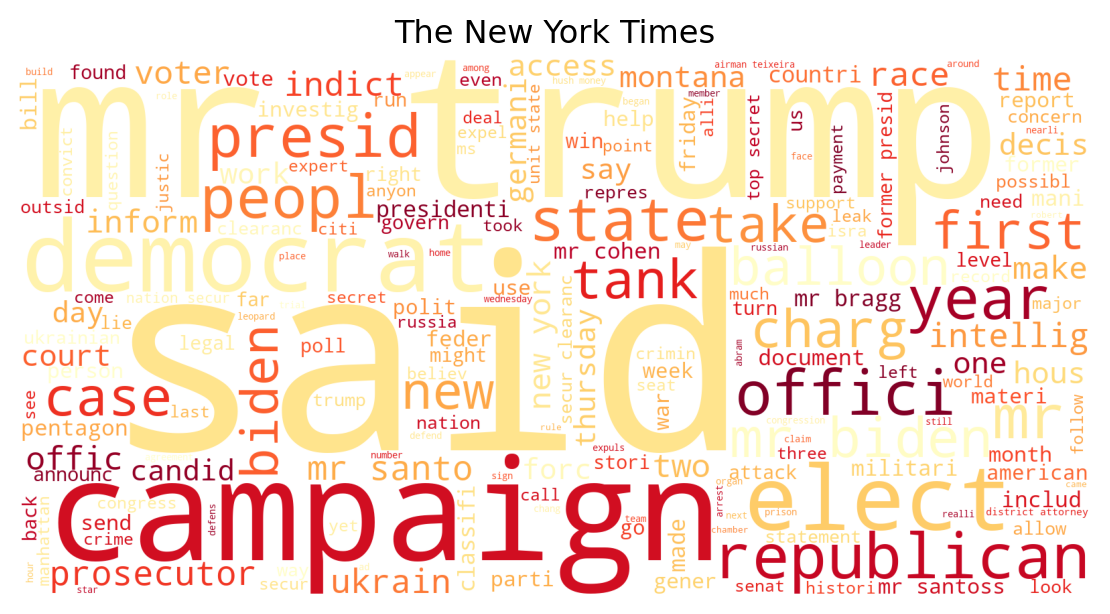 The New York Times
build found voter vote indict access montana countri race time
bill mr trump among even airman teixeira around
hush money appear began member
role investig run deal expel ms help alli us report concern
convict question presid germani unit state friday top secret payment former presid johnson nearli decis
justic work expert right anyon win point say face former possibl
outsid peopl presidenti repres support leak isra need mani
inform clearanc citi govern took state take first
democrat walk home mr cohen may russian leader level make
place balloon
come nation secur far secret polit use wednesday much turn mr bragg year major
day lie leopard russia said new york secur clearanc thursday
ukrainian legal biden poll feder might crimin week abram charg intellig
court person believ seat document left one hous
see case last trump new war offici world materi
pentagon nation defend rule congression still mr follow
offic announc candid number mr santo expuls stori two mr biden claim three month american
back congress campaign sign forc attack militari
manhattan send crime defens yet call chang team go made organ arrest next prison elect realli includ district attorney came allow
chamber statement
hour prosecutor star way secur ukrain classifi parti gener republican
senat histori mr santoss look